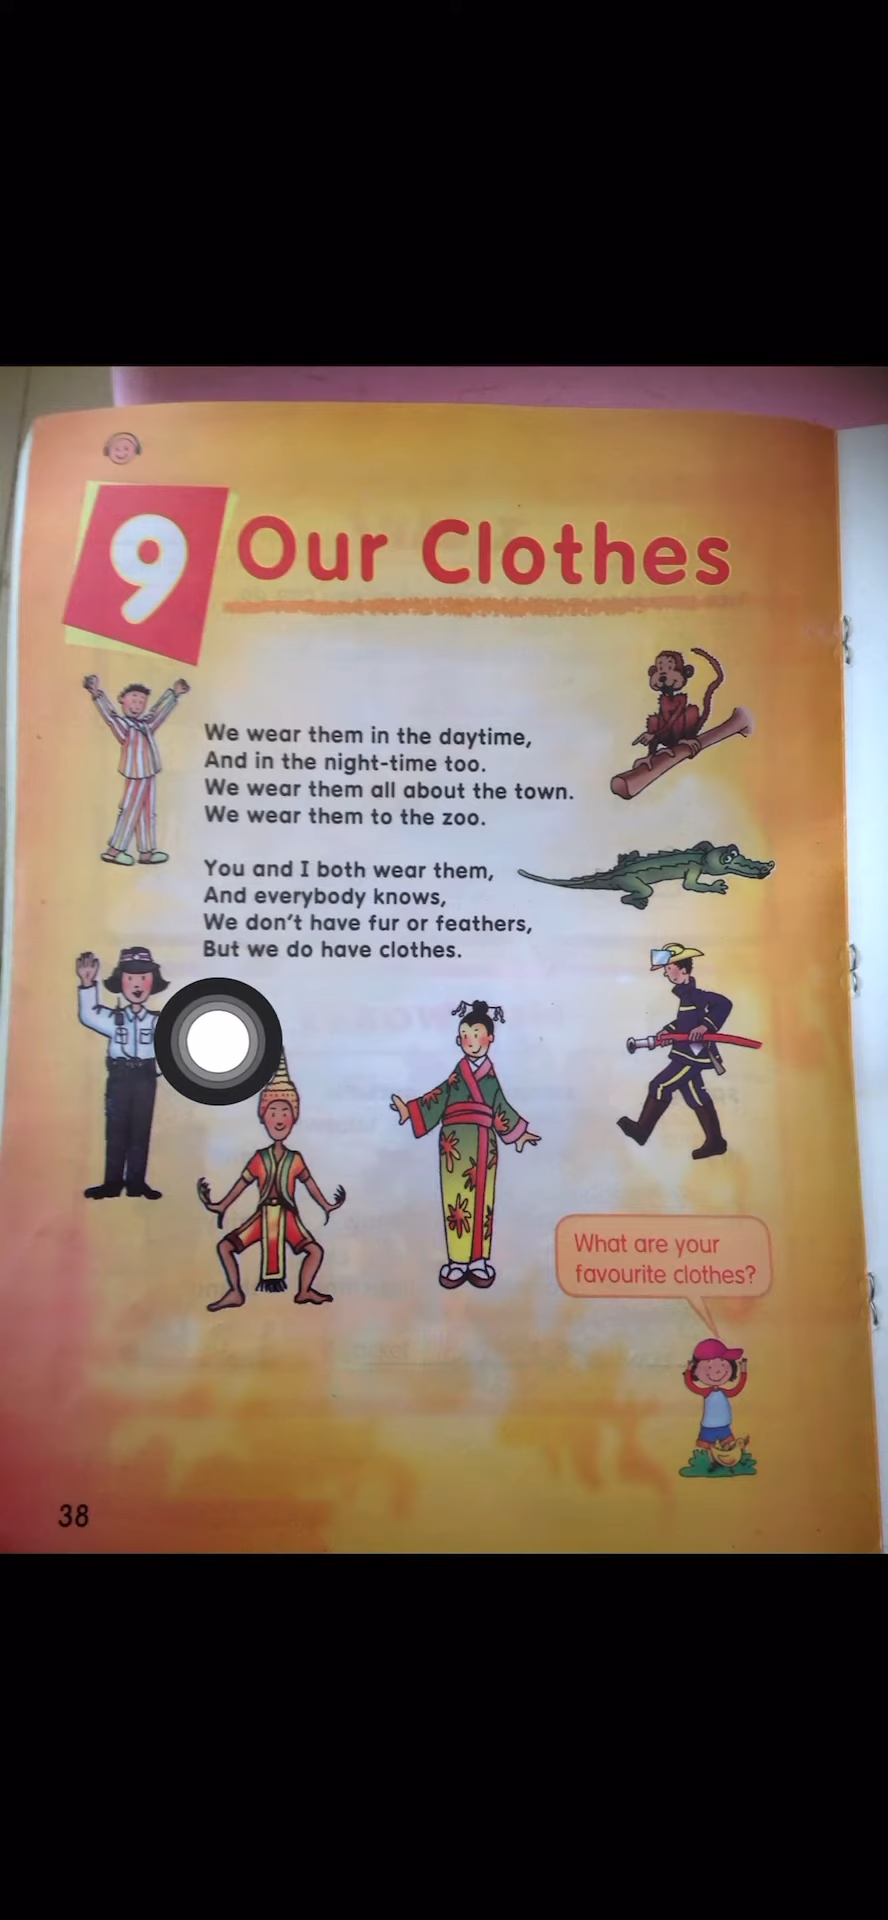 9
Our Clothes
We wear them in the daytime,
And in the night-time too.
We wear them all about the town.
We wear them to the zoo.
You and I both wear them,
And everybody knows,
We don't have fur or feathers,
But we do have clothes.
What are your
favourite clothes?
38